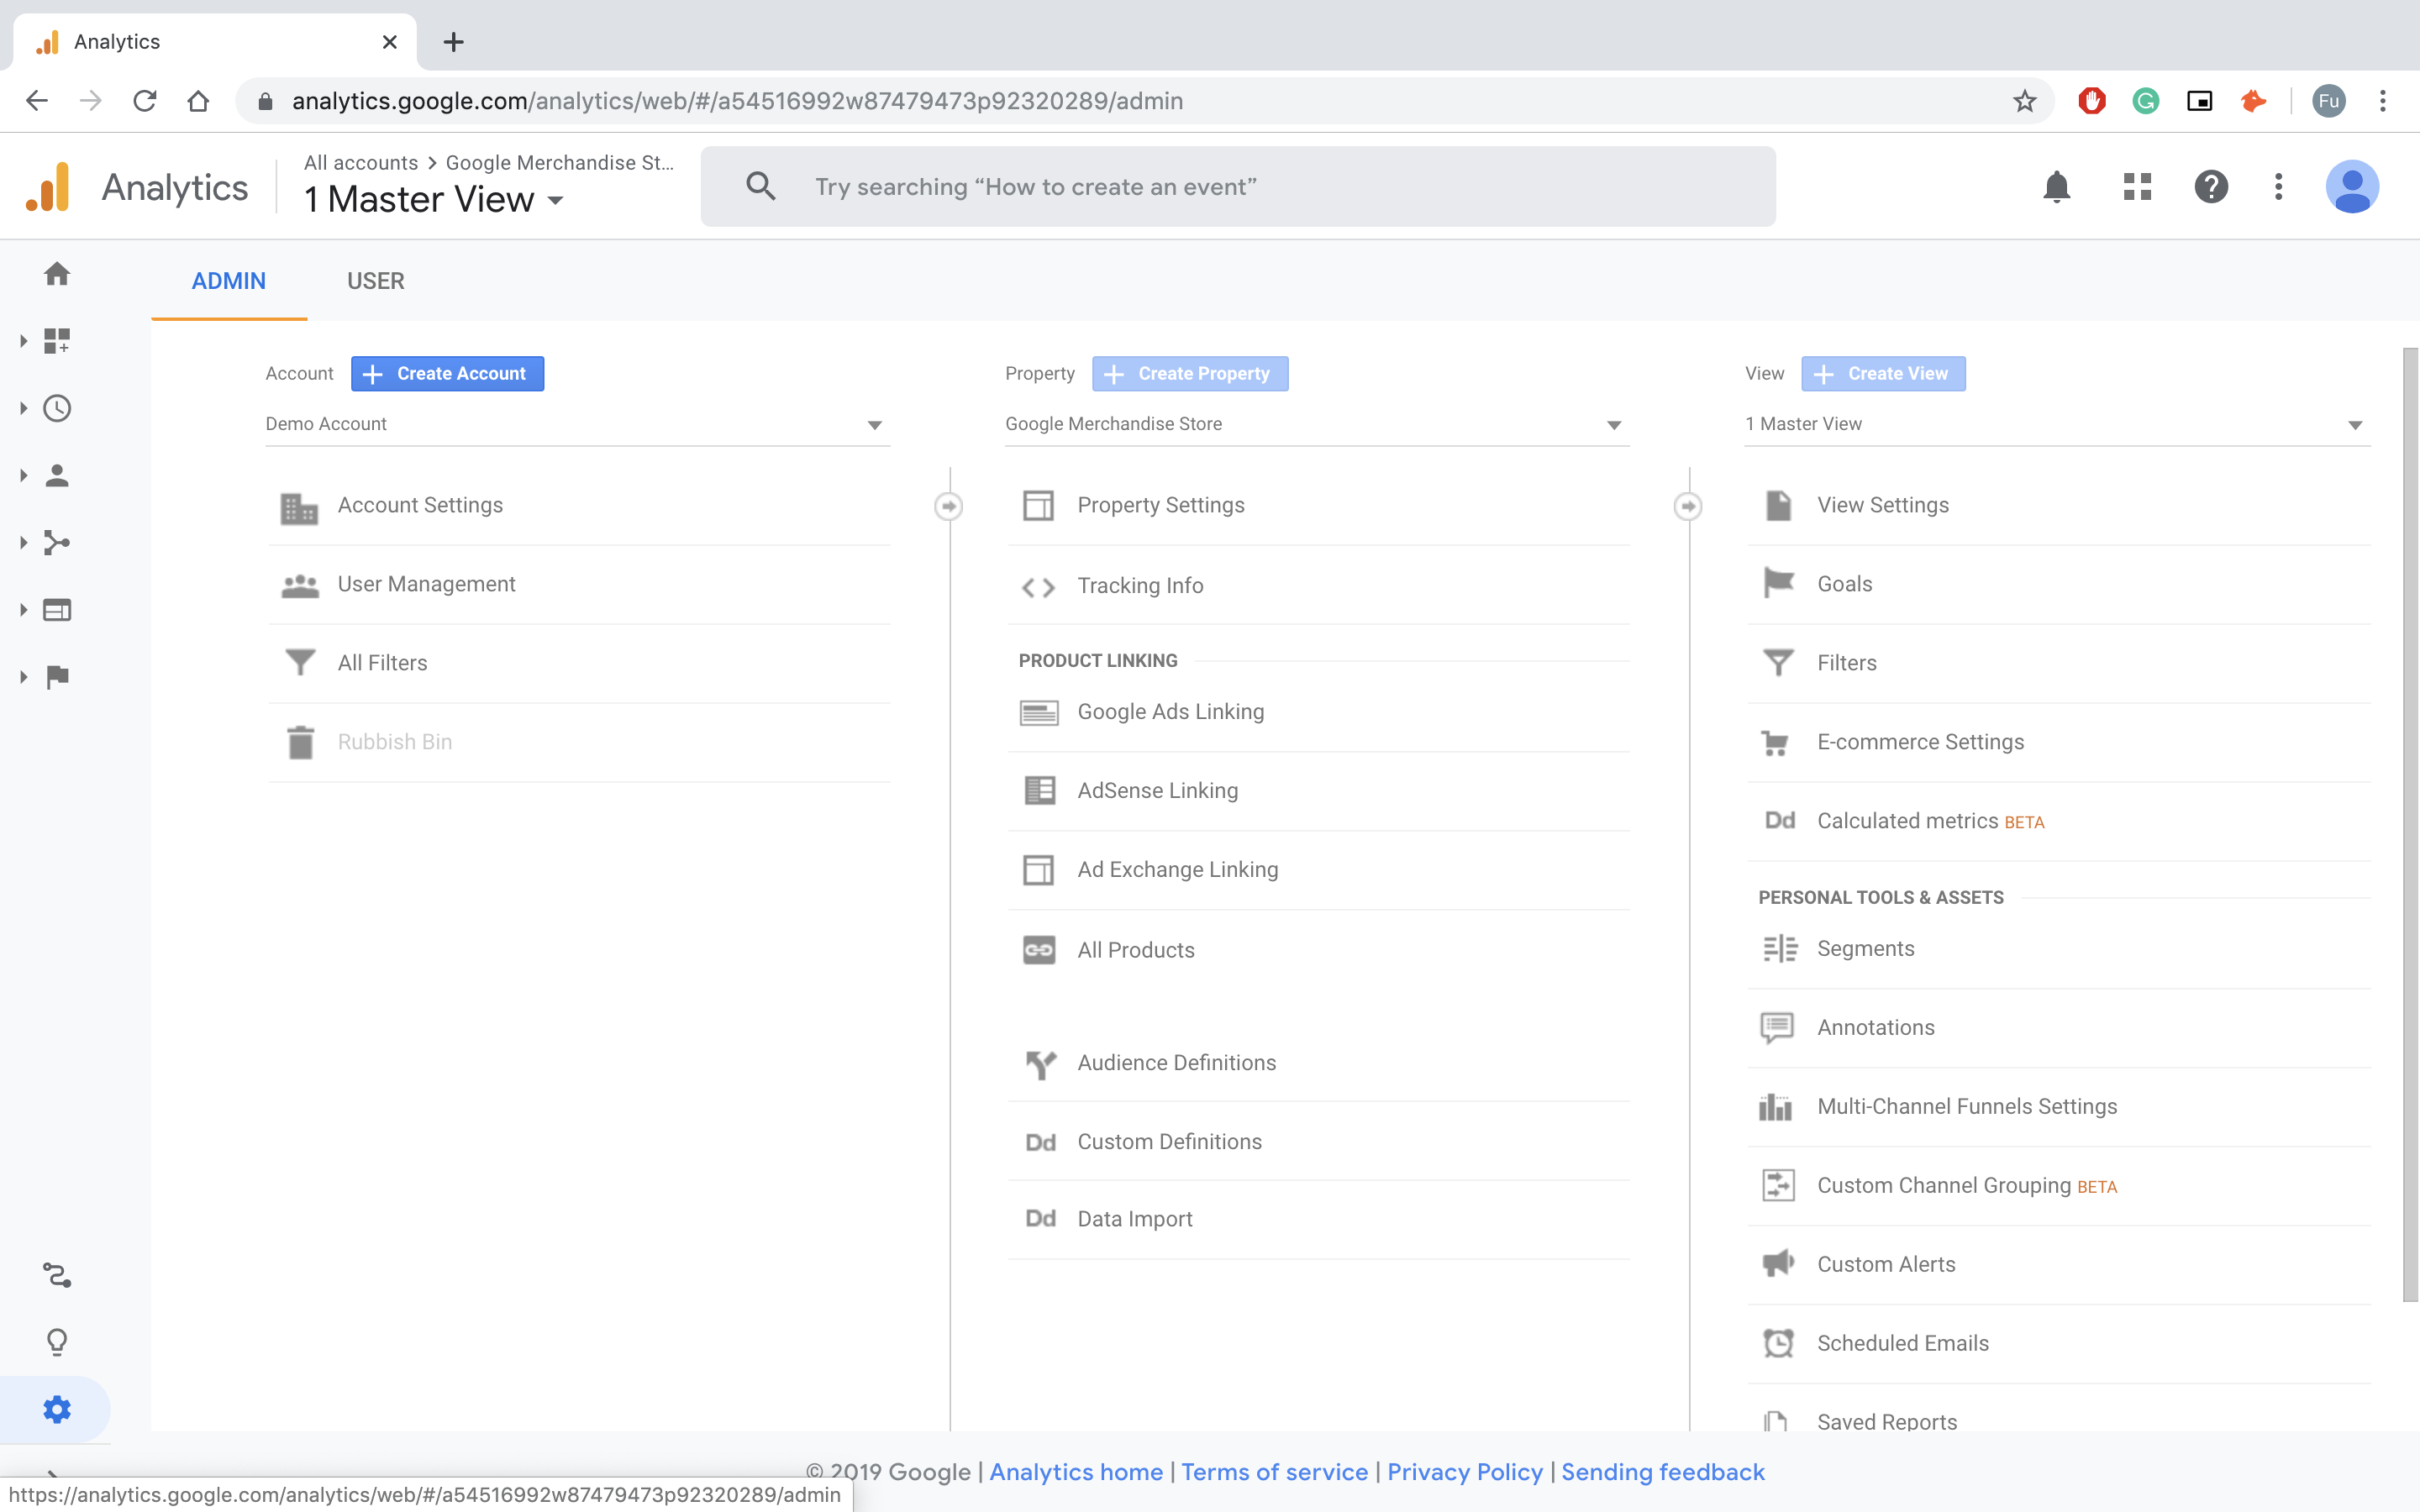 Analytics
analytics.google.com/analytics/web/#/a54516992w87479473p92320289/admin
Fu
Analytics
All accounts > Google Merchandise St...
1 Master View
Try searching “How to create an event”
ADMIN
USER
Account
Create Account
Demo Account
Account Settings
User Management
All Filters
Rubbish Bin
Property
Create Property
Google Merchandise Store
Property Settings
Tracking Info
PRODUCT LINKING
Google Ads Linking
AdSense Linking
Ad Exchange Linking
All Products
Audience Definitions
Dd Custom Definitions
Dd Data Import
View
Create View
1 Master View
View Settings
Goals
Filters
E-commerce Settings
Dd Calculated metrics BETA
PERSONAL TOOLS & ASSETS
Segments
Annotations
Multi-Channel Funnels Settings
Custom Channel Grouping BETA
Custom Alerts
Scheduled Emails
Saved Reports
© 2019 Google | Analytics home | Terms of service | Privacy Policy | Sending feedback
https://analytics.google.com/analytics/web/#/a54516992w87479473p92320289/admin